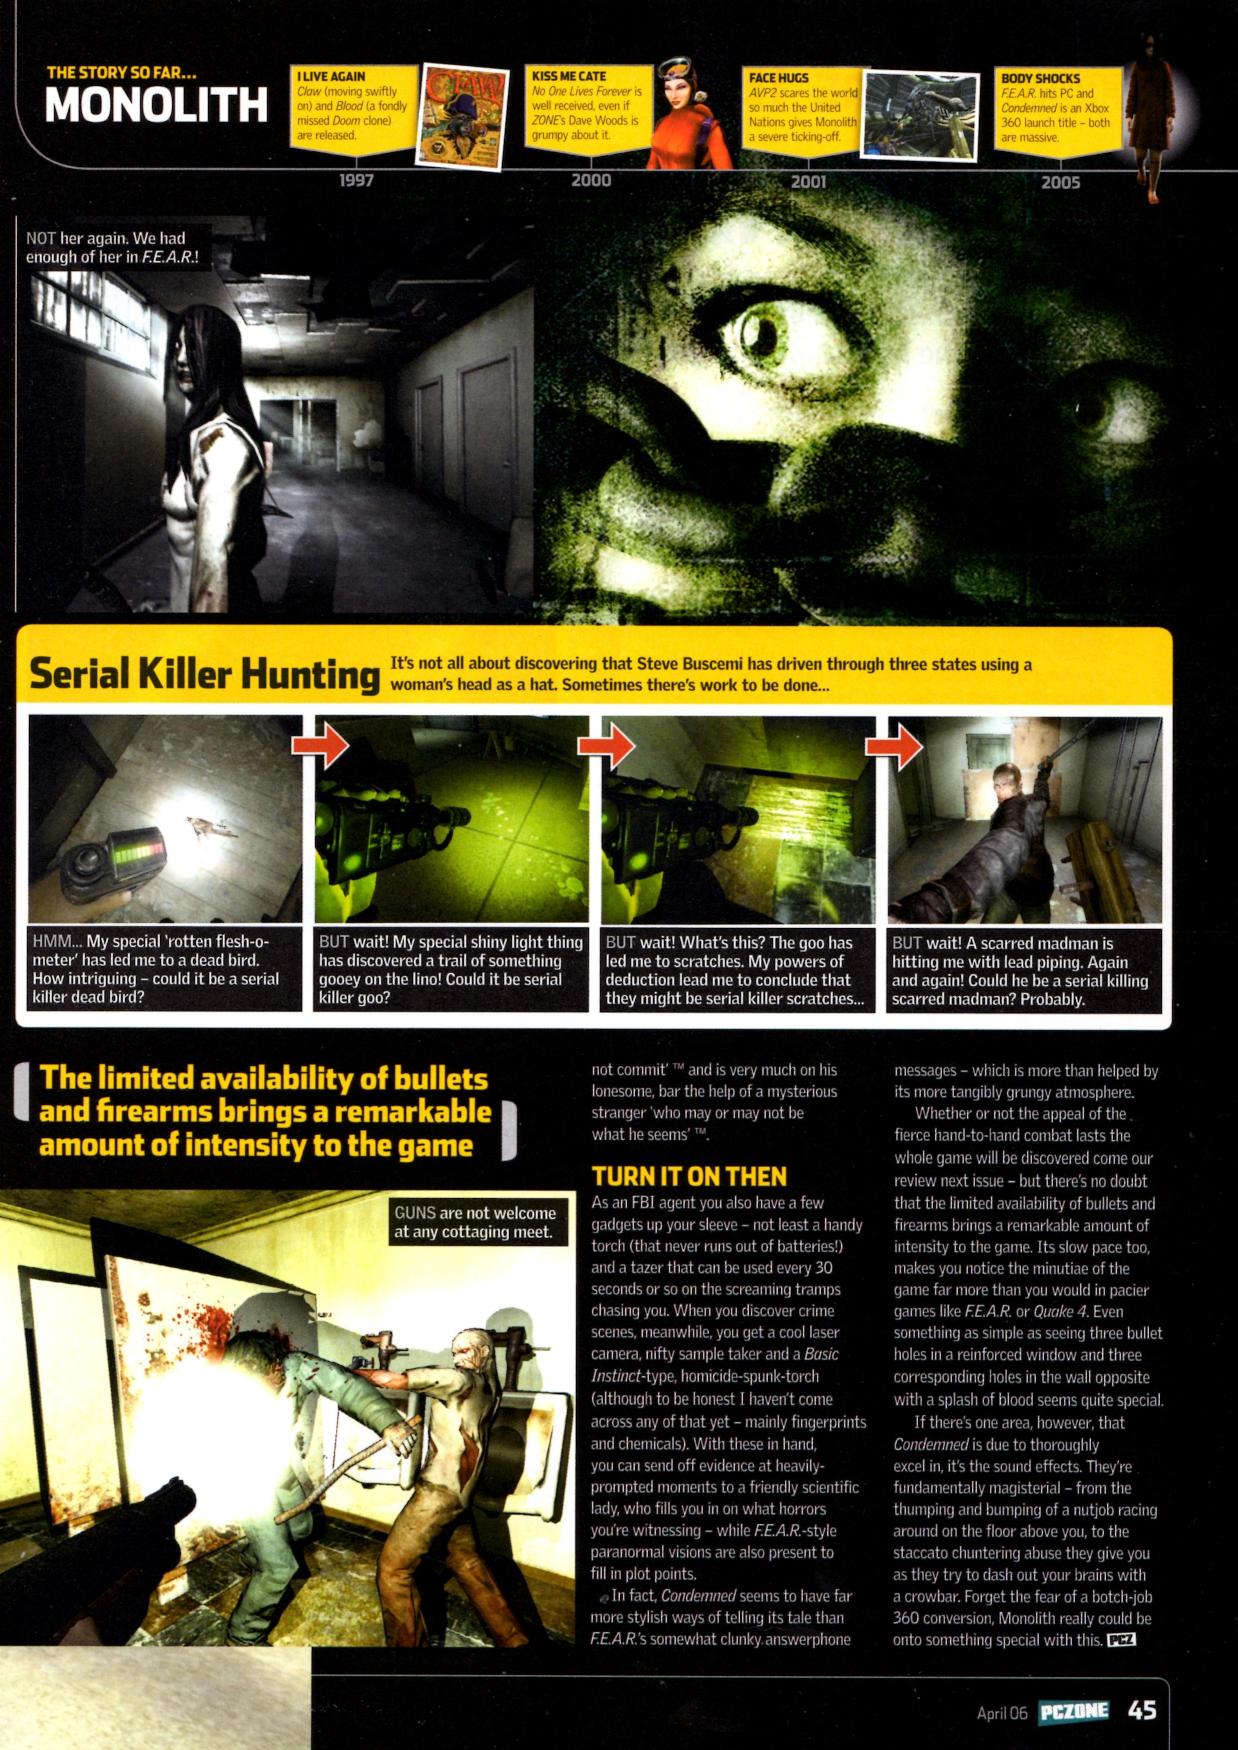 THE STORY SO FAR...
MONOLITH
I LIVE AGAIN
Claw (moving swiftly
on) and Blood (a fondly
missed Doom clone)
are released.
CLAW
1997
KISS ME CATE
No One Lives Forever is
well received, even if
ZONE's Dave Woods is
grumpy about it.
2000
FACE HUGS
AVP2 scares the world
so much the United
Nations gives Monolith
a severe ticking-off.
2001
BODY SHOCKS
F.E.A.R. hits PC and
Condemned is an Xbox
360 launch title – both
are massive.
2005
NOT her again. We had
enough of her in F.E.A.R.!
Serial Killer Hunting
It's not all about discovering that Steve Buscemi has driven through three states using a
woman's head as a hat. Sometimes there's work to be done...
HMM... My special 'rotten flesh-o-
meter' has led me to a dead bird.
How intriguing – could it be a serial
killer dead bird?
BUT wait! My special shiny light thing
has discovered a trail of something
gooey on the lino! Could it be serial
killer goo?
BUT wait! What's this? The goo has
led me to scratches. My powers of
deduction lead me to conclude that
they might be serial killer scratches...
BUT wait! A scarred madman is
hitting me with lead piping. Again
and again! Could he be a serial killing
scarred madman? Probably.
The limited availability of bullets
and firearms brings a remarkable
amount of intensity to the game
GUNS are not welcome
at any cottaging meet.
not commit' ™ and is very much on his
lonesome, bar the help of a mysterious
stranger 'who may or may not be
what he seems' ™.
TURN IT ON THEN
As an FBI agent you also have a few
gadgets up your sleeve – not least a handy
torch (that never runs out of batteries!)
and a tazer that can be used every 30
seconds or so on the screaming tramps
chasing you. When you discover crime
scenes, meanwhile, you get a cool laser
camera, nifty sample taker and a Basic
Instinct-type, homicide-spunk-torch
(although to be honest I haven't come
across any of that yet – mainly fingerprints
and chemicals). With these in hand,
you can send off evidence at heavily-
prompted moments to a friendly scientific
lady, who fills you in on what horrors
you're witnessing – while F.E.A.R.-style
paranormal visions are also present to
fill in plot points.
In fact, Condemned seems to have far
more stylish ways of telling its tale than
F.E.A.R.'s somewhat clunky answerphone
messages – which is more than helped by
its more tangibly grungy atmosphere.
Whether or not the appeal of the
fierce hand-to-hand combat lasts the
whole game will be discovered come our
review next issue – but there's no doubt
that the limited availability of bullets and
firearms brings a remarkable amount of
intensity to the game. Its slow pace too,
makes you notice the minutiae of the
game far more than you would in pacier
games like F.E.A.R. or Quake 4. Even
something as simple as seeing three bullet
holes in a reinforced window and three
corresponding holes in the wall opposite
with a splash of blood seems quite special.
If there's one area, however, that
Condemned is due to thoroughly
excel in, it's the sound effects. They're
fundamentally magisterial – from the
thumping and bumping of a nutjob racing
around on the floor above you, to the
staccato chuntering abuse they give you
as they try to dash out your brains with
a crowbar. Forget the fear of a botch-job
360 conversion, Monolith really could be
onto something special with this. PCZ
April 06 PCZONE 45